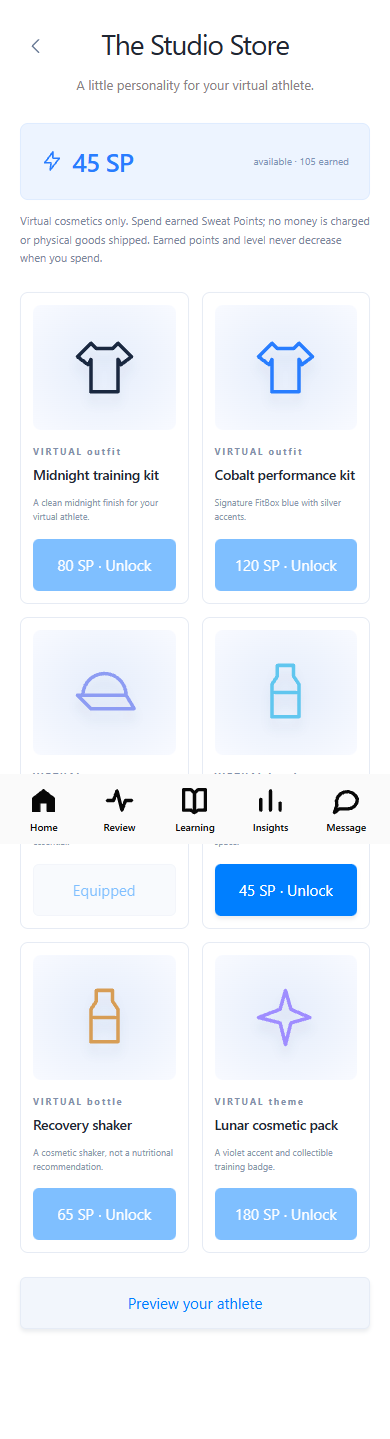 The Studio Store
A little personality for your virtual athlete.
45 SP
available · 105 earned
Virtual cosmetics only. Spend earned Sweat Points; no money is charged
or physical goods shipped. Earned points and level never decrease
when you spend.
VIRTUAL outfit
Midnight training kit
A clean midnight finish for your
virtual athlete.
80 SP · Unlock
VIRTUAL outfit
Cobalt performance kit
Signature FitBox blue with silver
accents.
120 SP · Unlock
Home
Review
Learning
Insights
Message
Equipped
45 SP · Unlock
VIRTUAL bottle
Recovery shaker
A cosmetic shaker, not a nutritional
recommendation.
65 SP · Unlock
VIRTUAL theme
Lunar cosmetic pack
A violet accent and collectible
training badge.
180 SP · Unlock
Preview your athlete